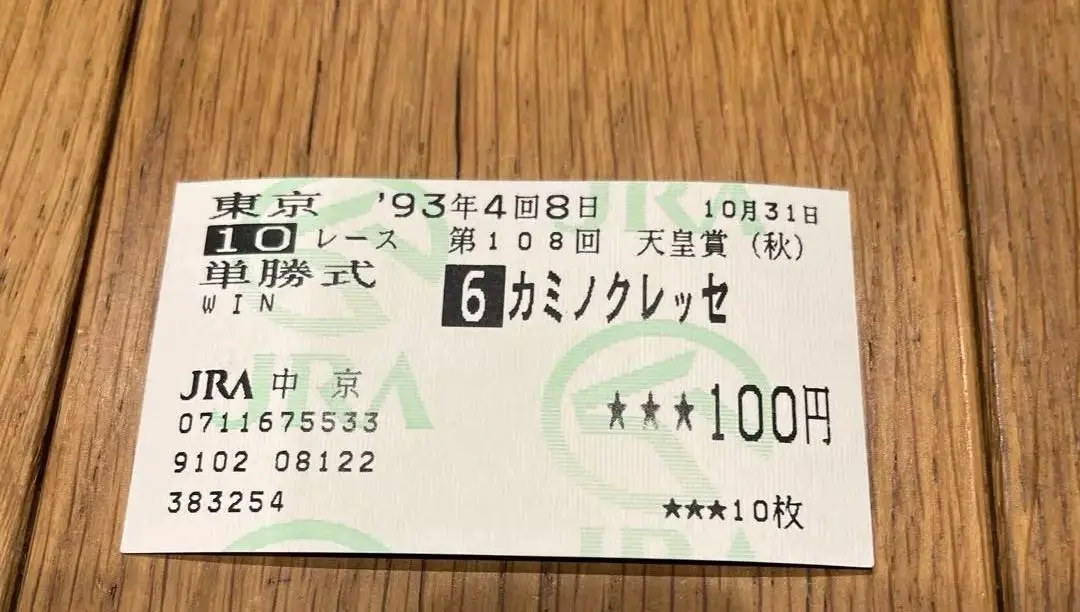 東京 '93年4回8日 10月31日
10レース 第108回 天皇賞(秋)
単勝式 6カミノクレッセ
WIN
JRA 中京
0711675533 ★★★100円
9102 08122
383254 ★★★10枚